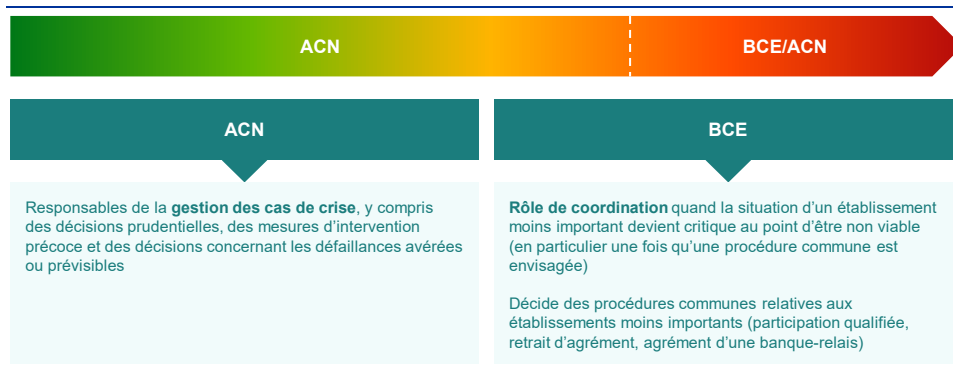 ACN
BCE/ACN
ACN
Responsables de la gestion des cas de crise, y compris
des décisions prudentielles, des mesures d'intervention
précoce et des décisions concernant les défaillances avérées
ou prévisibles
BCE
Rôle de coordination quand la situation d'un établissement
moins important devient critique au point d'être non viable
(en particulier une fois qu'une procédure commune est
envisagée)
Décide des procédures communes relatives aux
établissements moins importants (participation qualifiée,
retrait d'agrément, agrément d'une banque-relais)